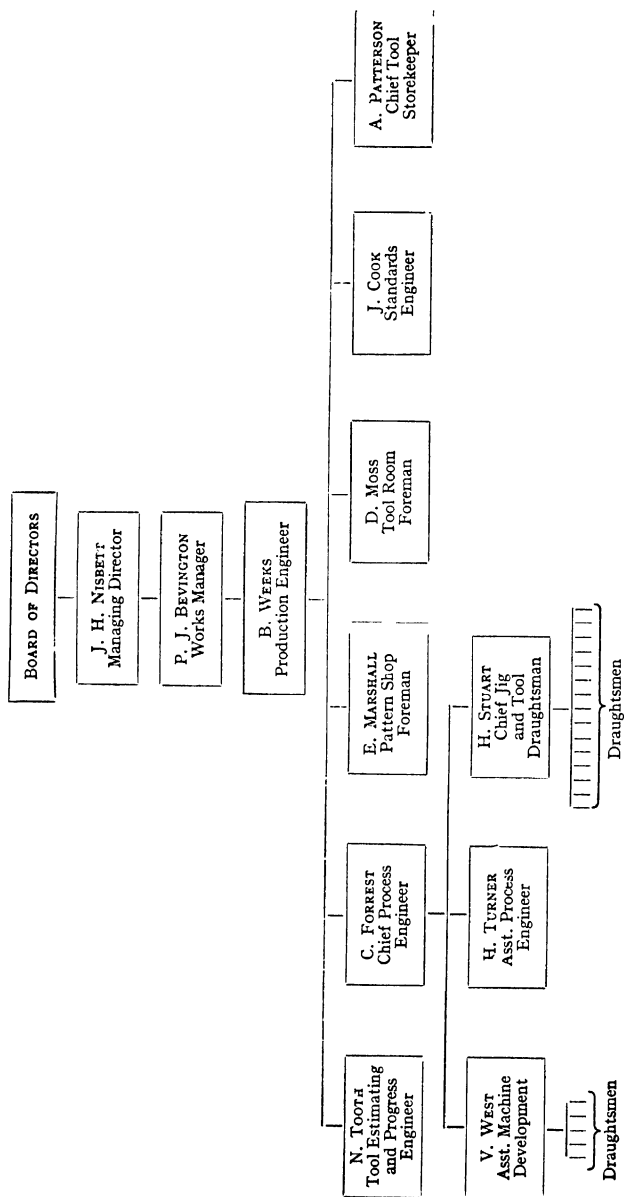 BOARD OF DIRECTORS
J. H. NISBETT
Managing Director
P. J. BEVINGTON
Works Manager
B. WEEKS
Production Engineer
N. TOOTH
Tool Estimating
and Progress
Engineer
C. FORREST
Chief Process
Engineer
E. MARSHALL
Pattern Shop
Foreman
D. MOSS
Tool Room
Foreman
J. COOK
Standards
Engineer
A. PATTERSON
Chief Tool
Storekeeper
V. WEST
Asst. Machine
Development
H. TURNER
Asst. Process
Engineer
H. STUART
Chief Jig
and Tool
Draughtsman
Draughtsmen
Draughtsmen